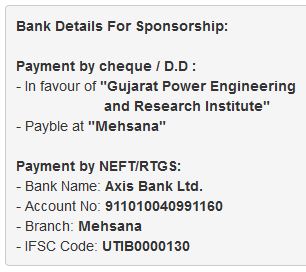 Bank Details For Sponsorship:
Payment by cheque / D.D :
- In favour of "Gujarat Power Engineering
and Research Institute"
- Payble at "Mehsana"
Payment by NEFT/RTGS:
- Bank Name: Axis Bank Ltd.
- Account No: 911010040991160
- Branch: Mehsana
- IFSC Code: UTIB0000130